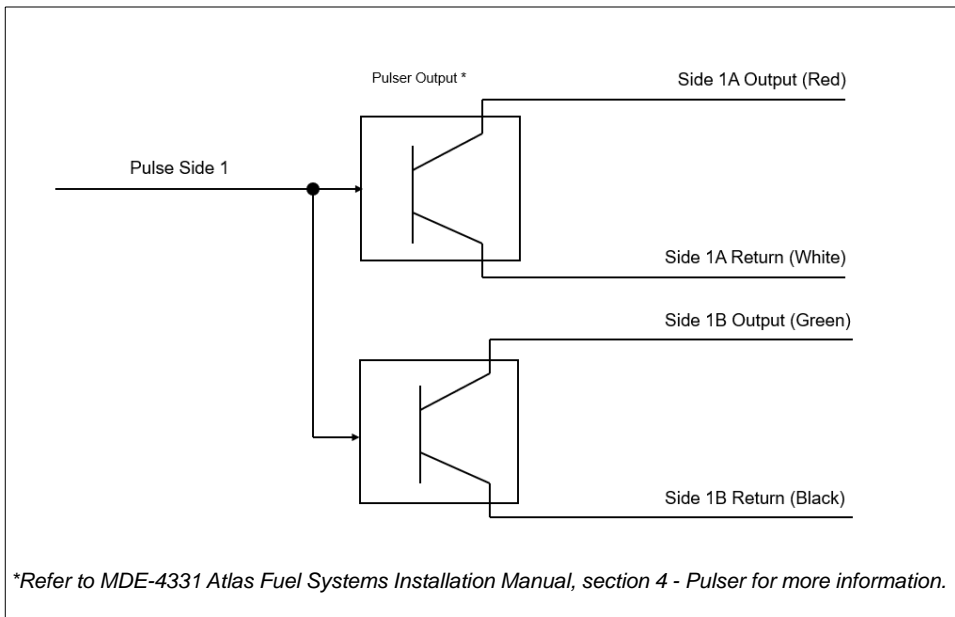 Pulser Output *
Side 1A Output (Red)
Pulse Side 1
Side 1A Return (White)
Side 1B Output (Green)
Side 1B Return (Black)
*Refer to MDE-4331 Atlas Fuel Systems Installation Manual, section 4 - Pulser for more information.